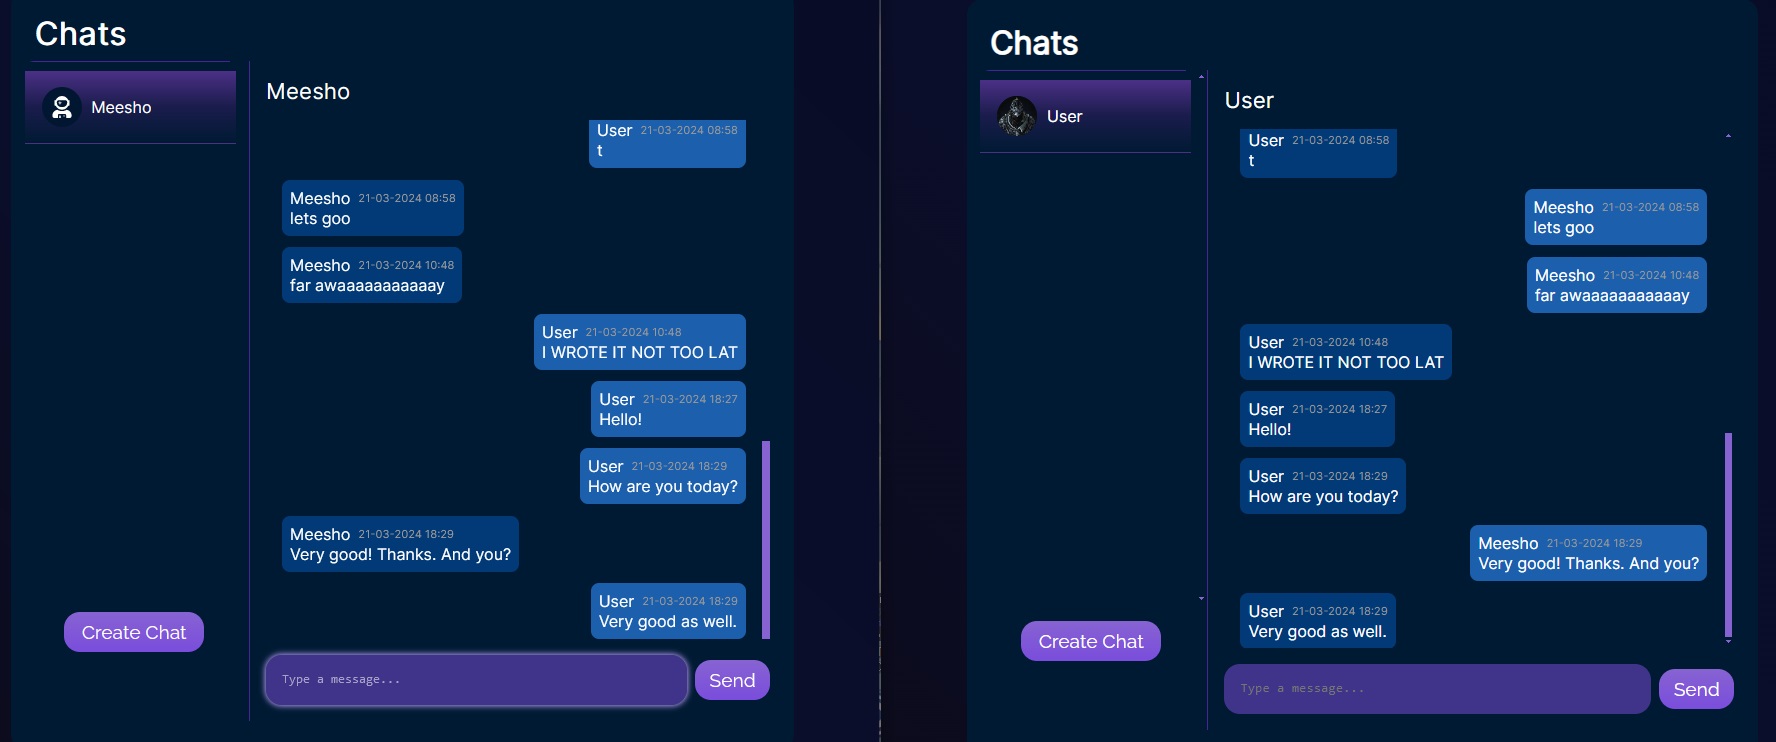 Chats
Meesho
Meesho
User 21-03-2024 08:58
t
Meesho 21-03-2024 08:58
lets goo
Meesho 21-03-2024 10:48
far awaaaaaaaaaaay
User 21-03-2024 10:48
I WROTE IT NOT TOO LAT
User 21-03-2024 18:27
Hello!
User 21-03-2024 18:29
How are you today?
Meesho 21-03-2024 18:29
Very good! Thanks. And you?
User 21-03-2024 18:29
Very good as well.
Create Chat
Type a message...
Send
Chats
User
User
User 21-03-2024 08:58
t
Meesho 21-03-2024 08:58
lets goo
Meesho 21-03-2024 10:48
far awaaaaaaaaaaay
User 21-03-2024 10:48
I WROTE IT NOT TOO LAT
User 21-03-2024 18:27
Hello!
User 21-03-2024 18:29
How are you today?
Meesho 21-03-2024 18:29
Very good! Thanks. And you?
User 21-03-2024 18:29
Very good as well.
Create Chat
Type a message...
Send